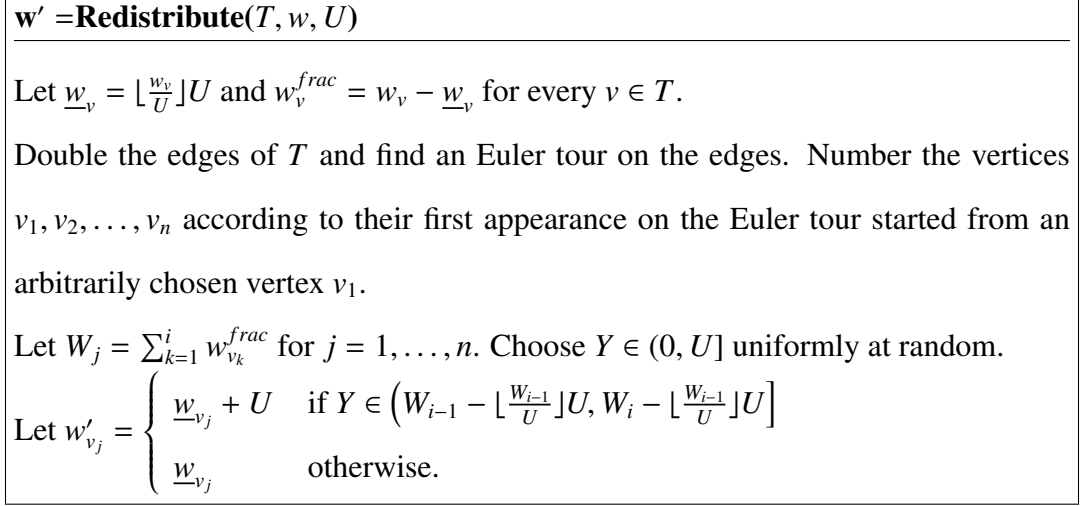 w′ =Redistribute(T, w, U)
Let w̲_v = ⌊w_v/U⌋U and w_v^{frac} = w_v − w̲_v for every v ∈ T.
Double the edges of T and find an Euler tour on the edges. Number the vertices
v_1, v_2, . . . , v_n according to their first appearance on the Euler tour started from an
arbitrarily chosen vertex v_1.
Let W_j = ∑_{k=1}^{i} w_{v_k}^{frac} for j = 1, . . . , n. Choose Y ∈ (0, U] uniformly at random.
Let w′_{v_j} = { w̲_{v_j} + U if Y ∈ (W_{i−1} − ⌊W_{i−1}/U⌋U, W_i − ⌊W_{i−1}/U⌋U]
w̲_{v_j} otherwise.